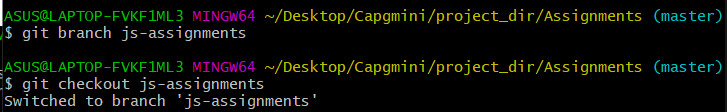 ASUS@LAPTOP-FVKF1ML3 MINGW64 ~/Desktop/Capgmini/project_dir/Assignments (master)
$ git branch js-assignments
ASUS@LAPTOP-FVKF1ML3 MINGW64 ~/Desktop/Capgmini/project_dir/Assignments (master)
$ git checkout js-assignments
Switched to branch 'js-assignments'